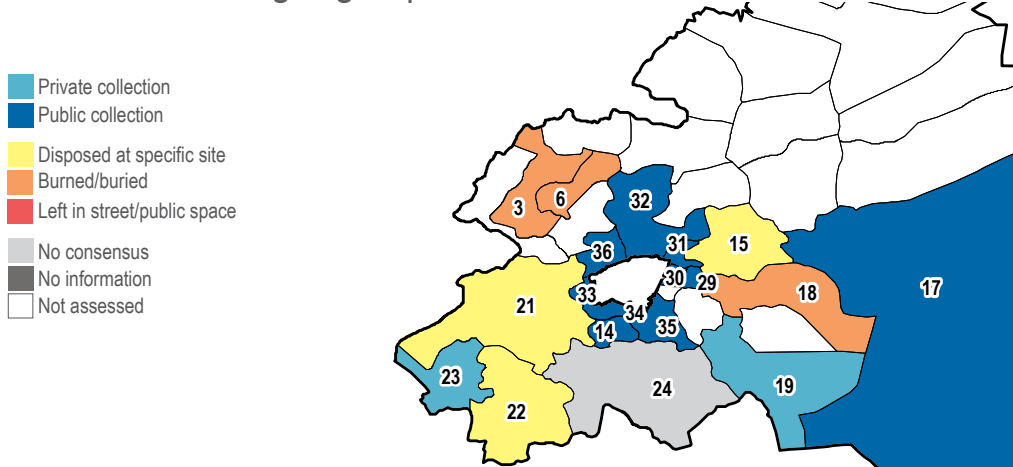 Private collection
Public collection
Disposed at specific site
Burned/buried
Left in street/public space
No consensus
No information
Not assessed
3
6
32
36
31
15
30
29
17
18
21
33
34
14
35
23
24
19
22